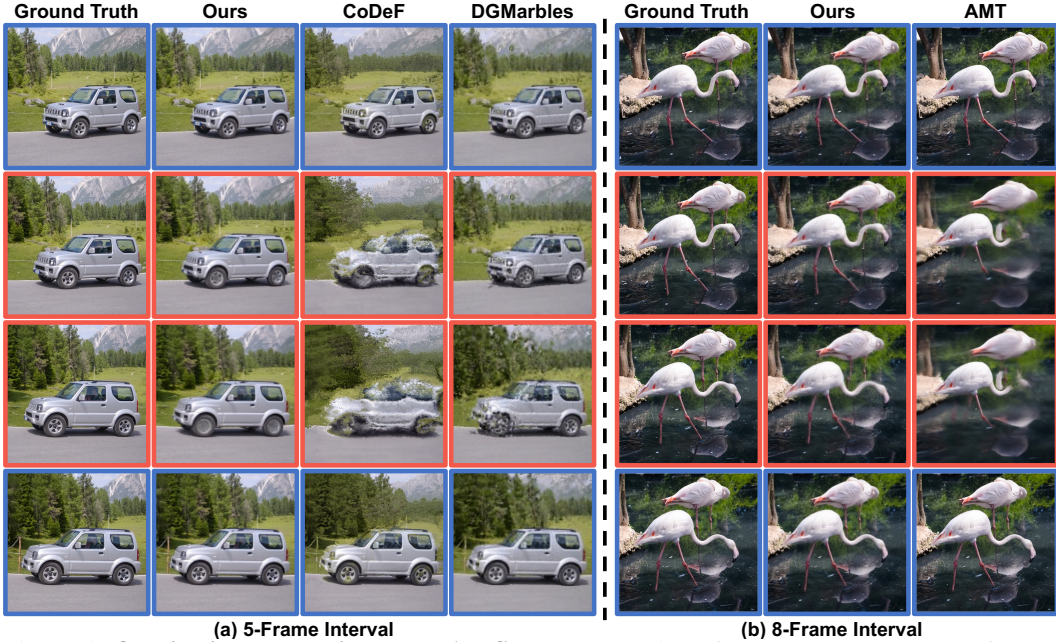 Ground Truth Ours CoDeF DGMarbles Ground Truth Ours AMT
(a) 5-Frame Interval (b) 8-Frame Interval